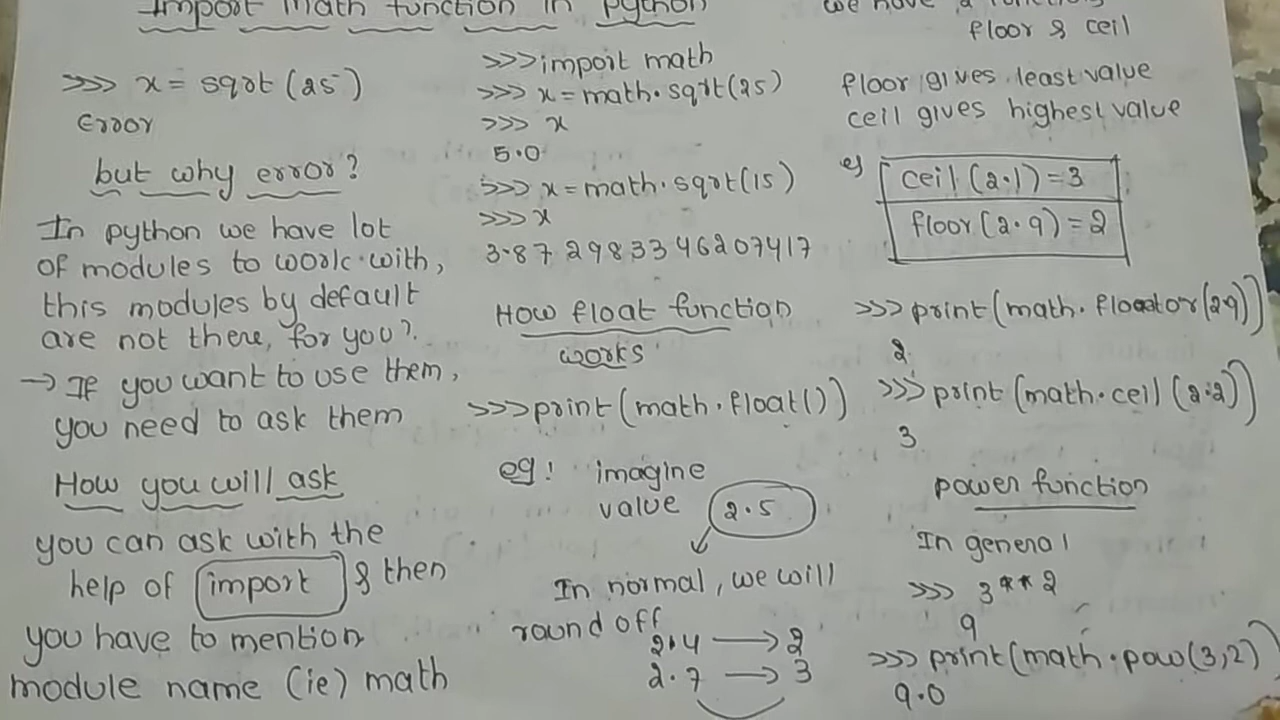 Import math function in python
>>> x = sqrt (25)
Error
but why error?
In python we have lot
of modules to work with,
this modules by default
are not there, for you?
→ If you want to use them,
you need to ask them
How you will ask
you can ask with the
help of import & then
you have to mention
module name (ie) math
>>> import math
>>> x = math.sqrt(25)
>>> x
5.0
>>> x = math.sqrt(15)
>>> x
3.872983346207417
How float function
works
>>> print (math.float())
eg: imagine
value 2.5
In normal, we will
round off
2.4 → 2
2.7 → 3
we have 2
floor & ceil
floor gives least value
ceil gives highest value
eg
ceil (2.1) = 3
floor (2.9) = 2
>>> print (math.floor(2.9))
2
>>> print (math.ceil (2.2))
3
power function
In general
>>> 3**2
9
>>> print (math.pow(3,2)
9.0